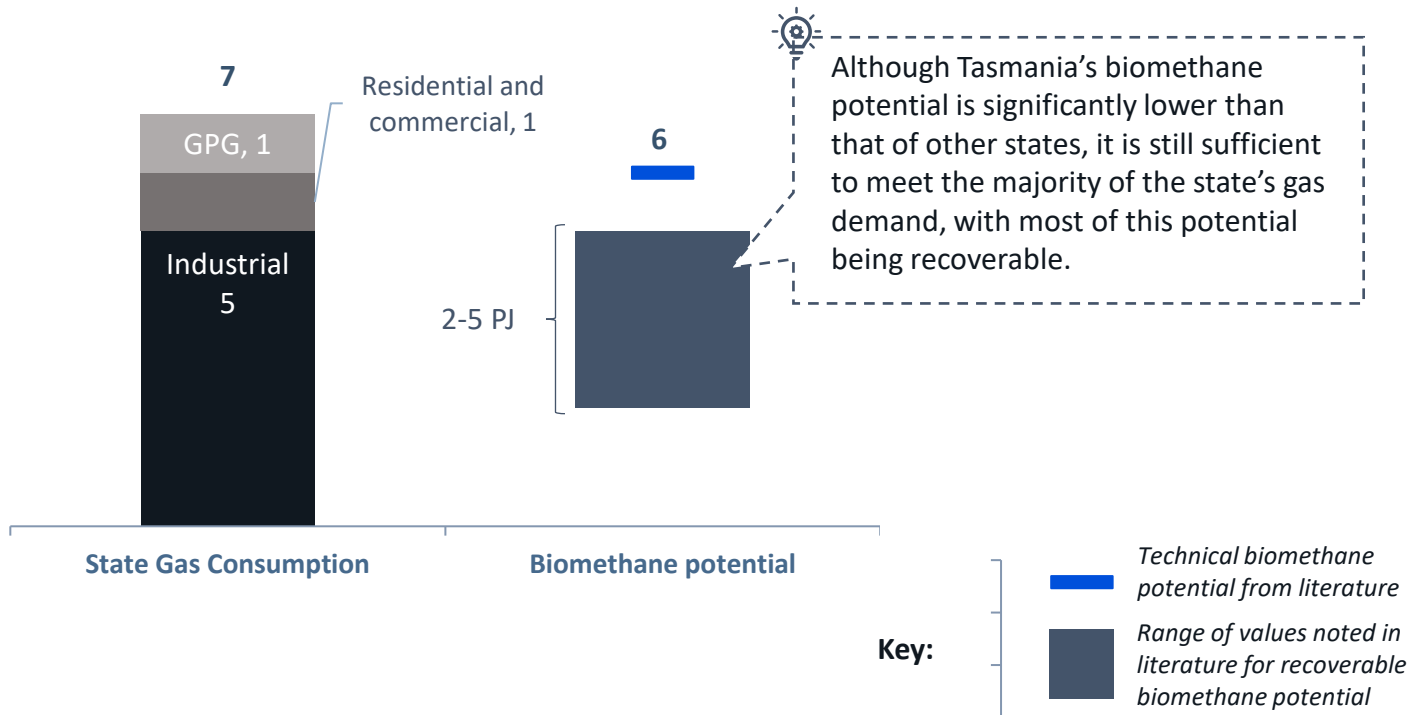 7
GPG, 1
Residential and
commercial, 1
Industrial
5
6
2-5 PJ
Although Tasmania’s biomethane
potential is significantly lower than
that of other states, it is still sufficient
to meet the majority of the state’s gas
demand, with most of this potential
being recoverable.
State Gas Consumption
Biomethane potential
Key:
Technical biomethane
potential from literature
Range of values noted in
literature for recoverable
biomethane potential